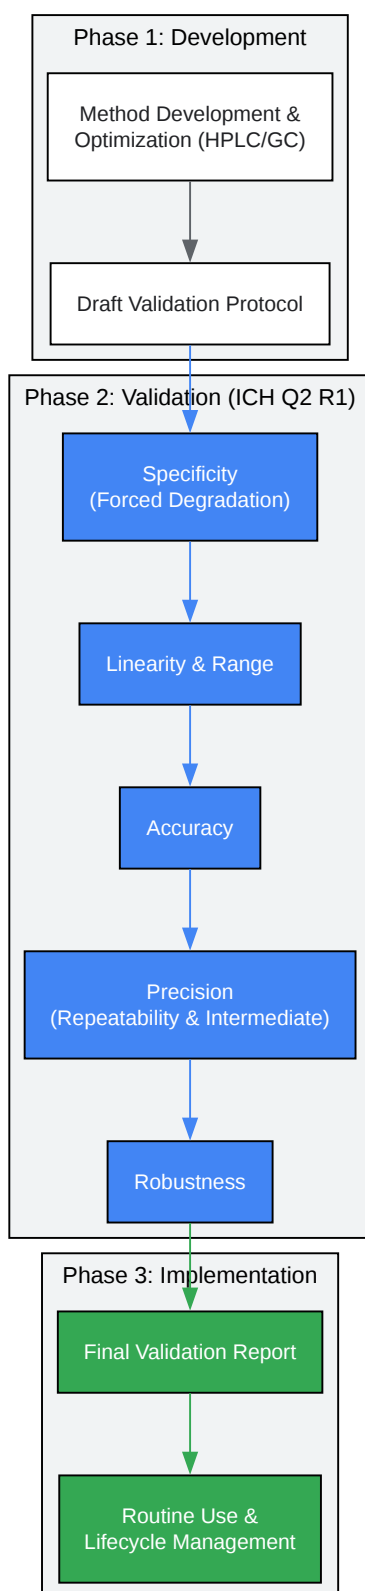 Phase 1: Development
Method Development &
Optimization (HPLC/GC)
Draft Validation Protocol
Phase 2: Validation (ICH Q2 R1)
Specificity
(Forced Degradation)
Linearity & Range
Accuracy
Precision
(Repeatability & Intermediate)
Robustness
Phase 3: Implementation
Final Validation Report
Routine Use &
Lifecycle Management